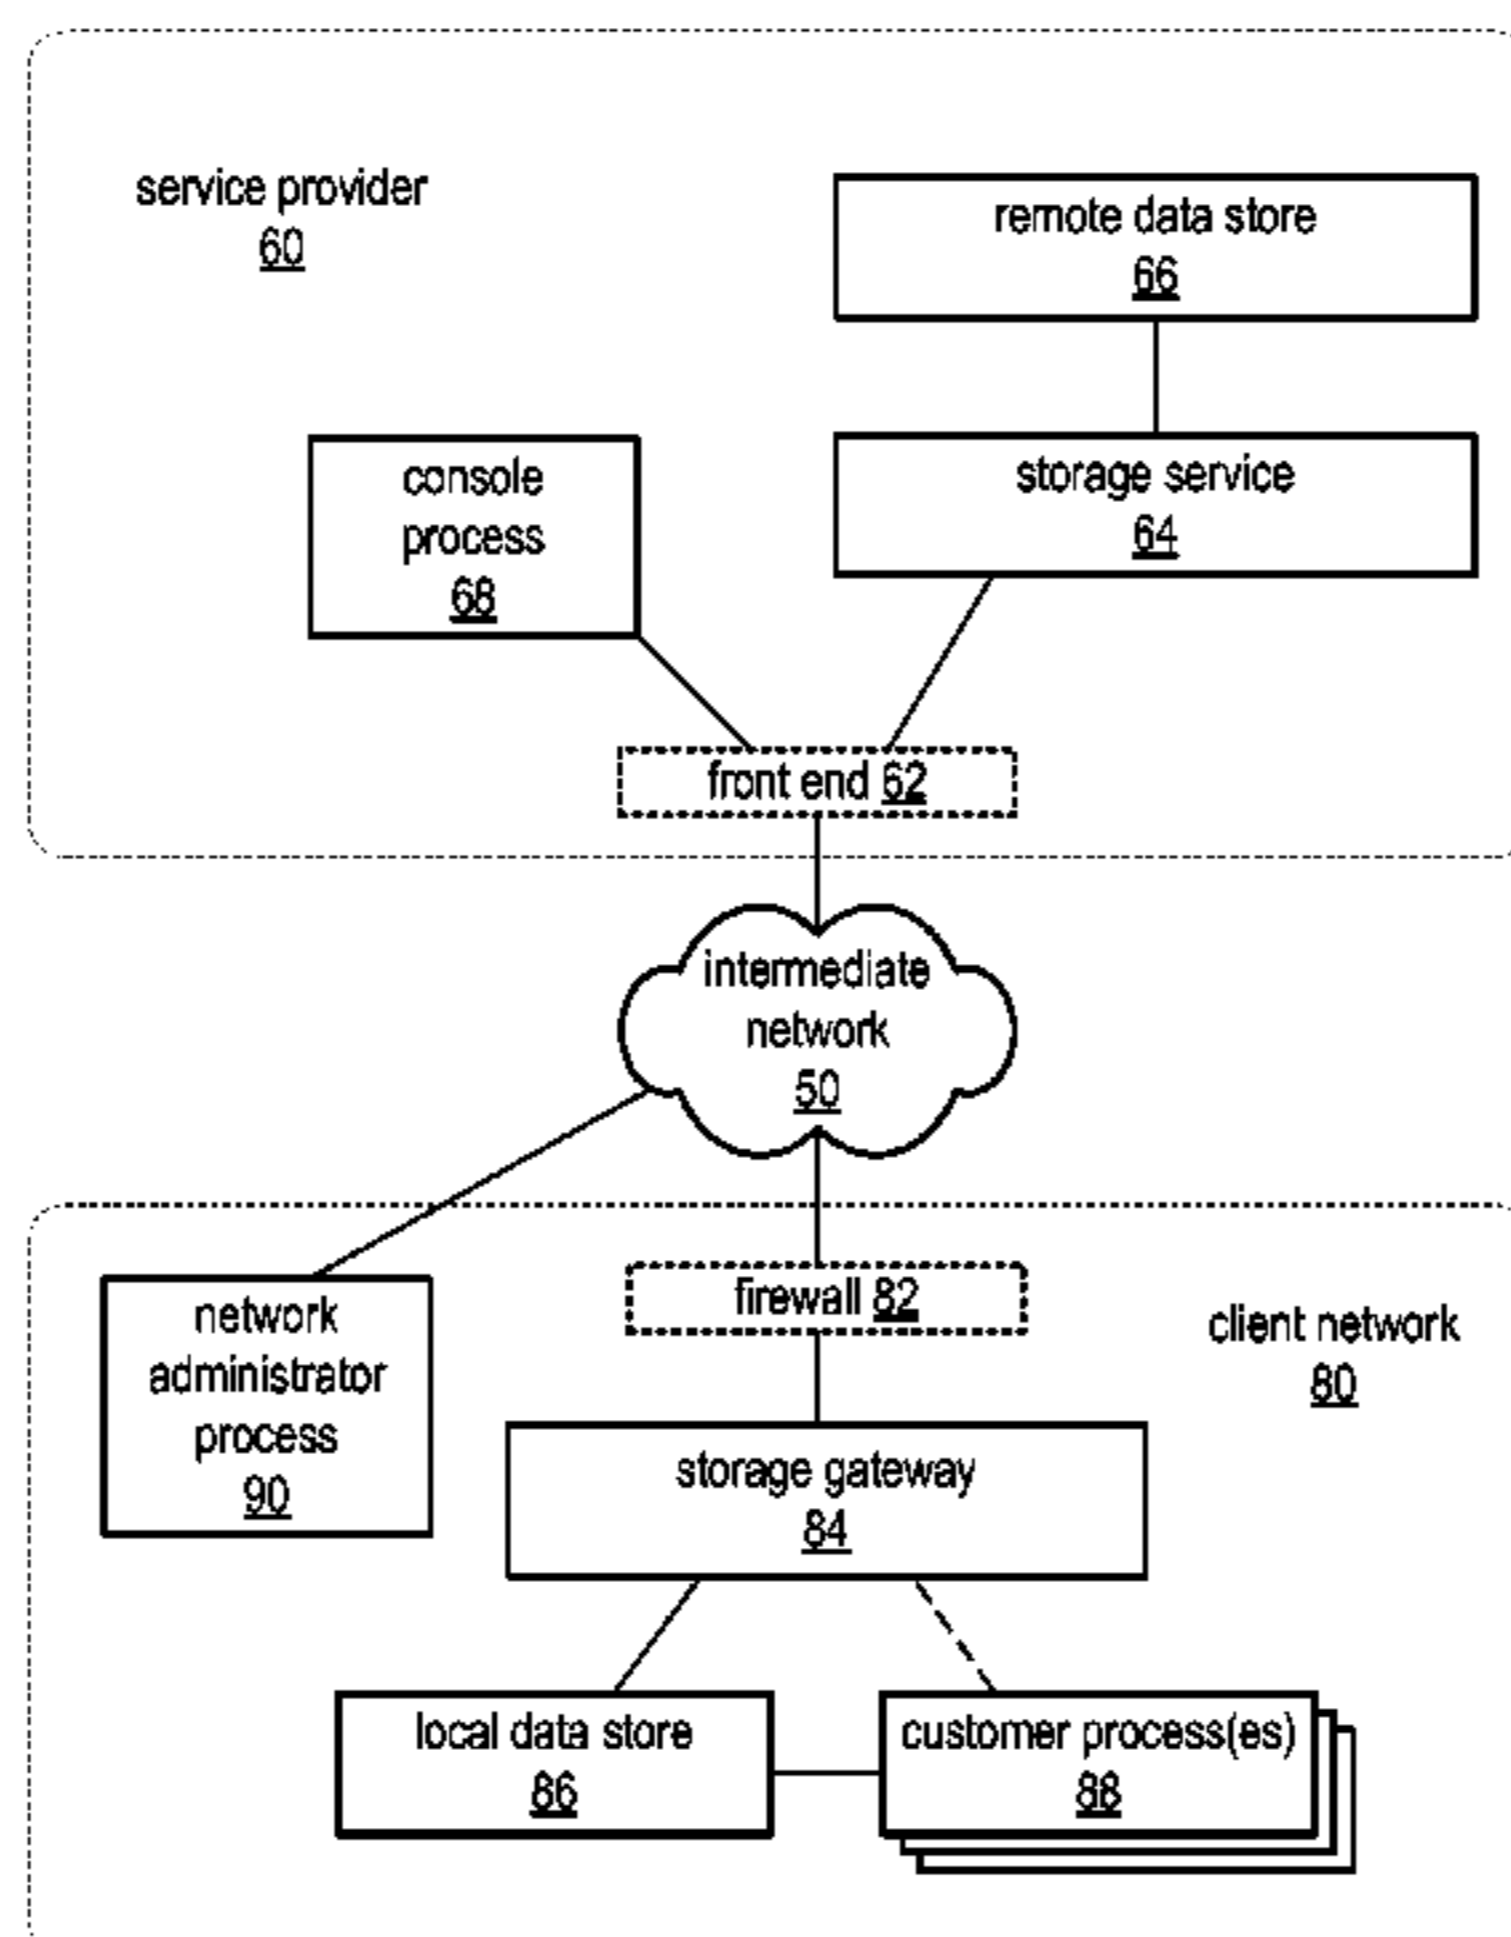 service provider
60
remote data store
66
console
process
68
storage service
64
front end 62
intermediate
network
50
network
administrator
process
90
firewall 82
client network
80
storage gateway
84
local data store
86
customer process(es)
88